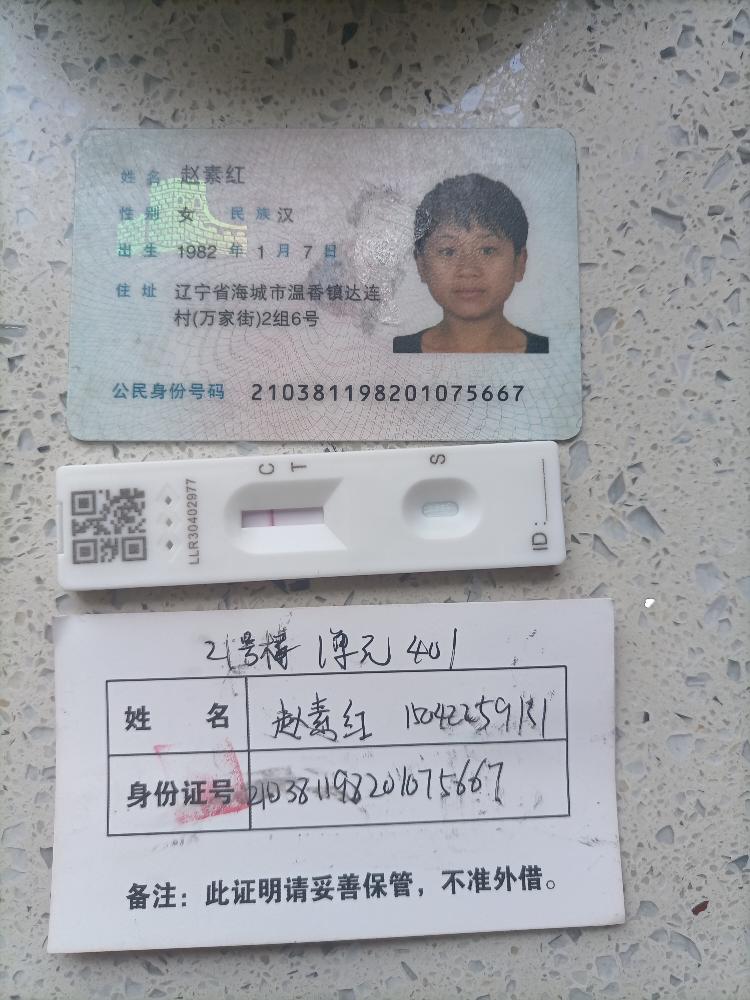 姓名 赵素红
性别 女 民族 汉
出生 1982 年 1 月 7 日
住址 辽宁省海城市温香镇达连
村(万家街)2组6号
公民身份号码 210381198201075667
C T S
LLR30402977
ID:
21号楼 1单元 401
姓 名 赵素红
身份证号 210381198201075667
备注：此证明请妥善保管，不准外借。